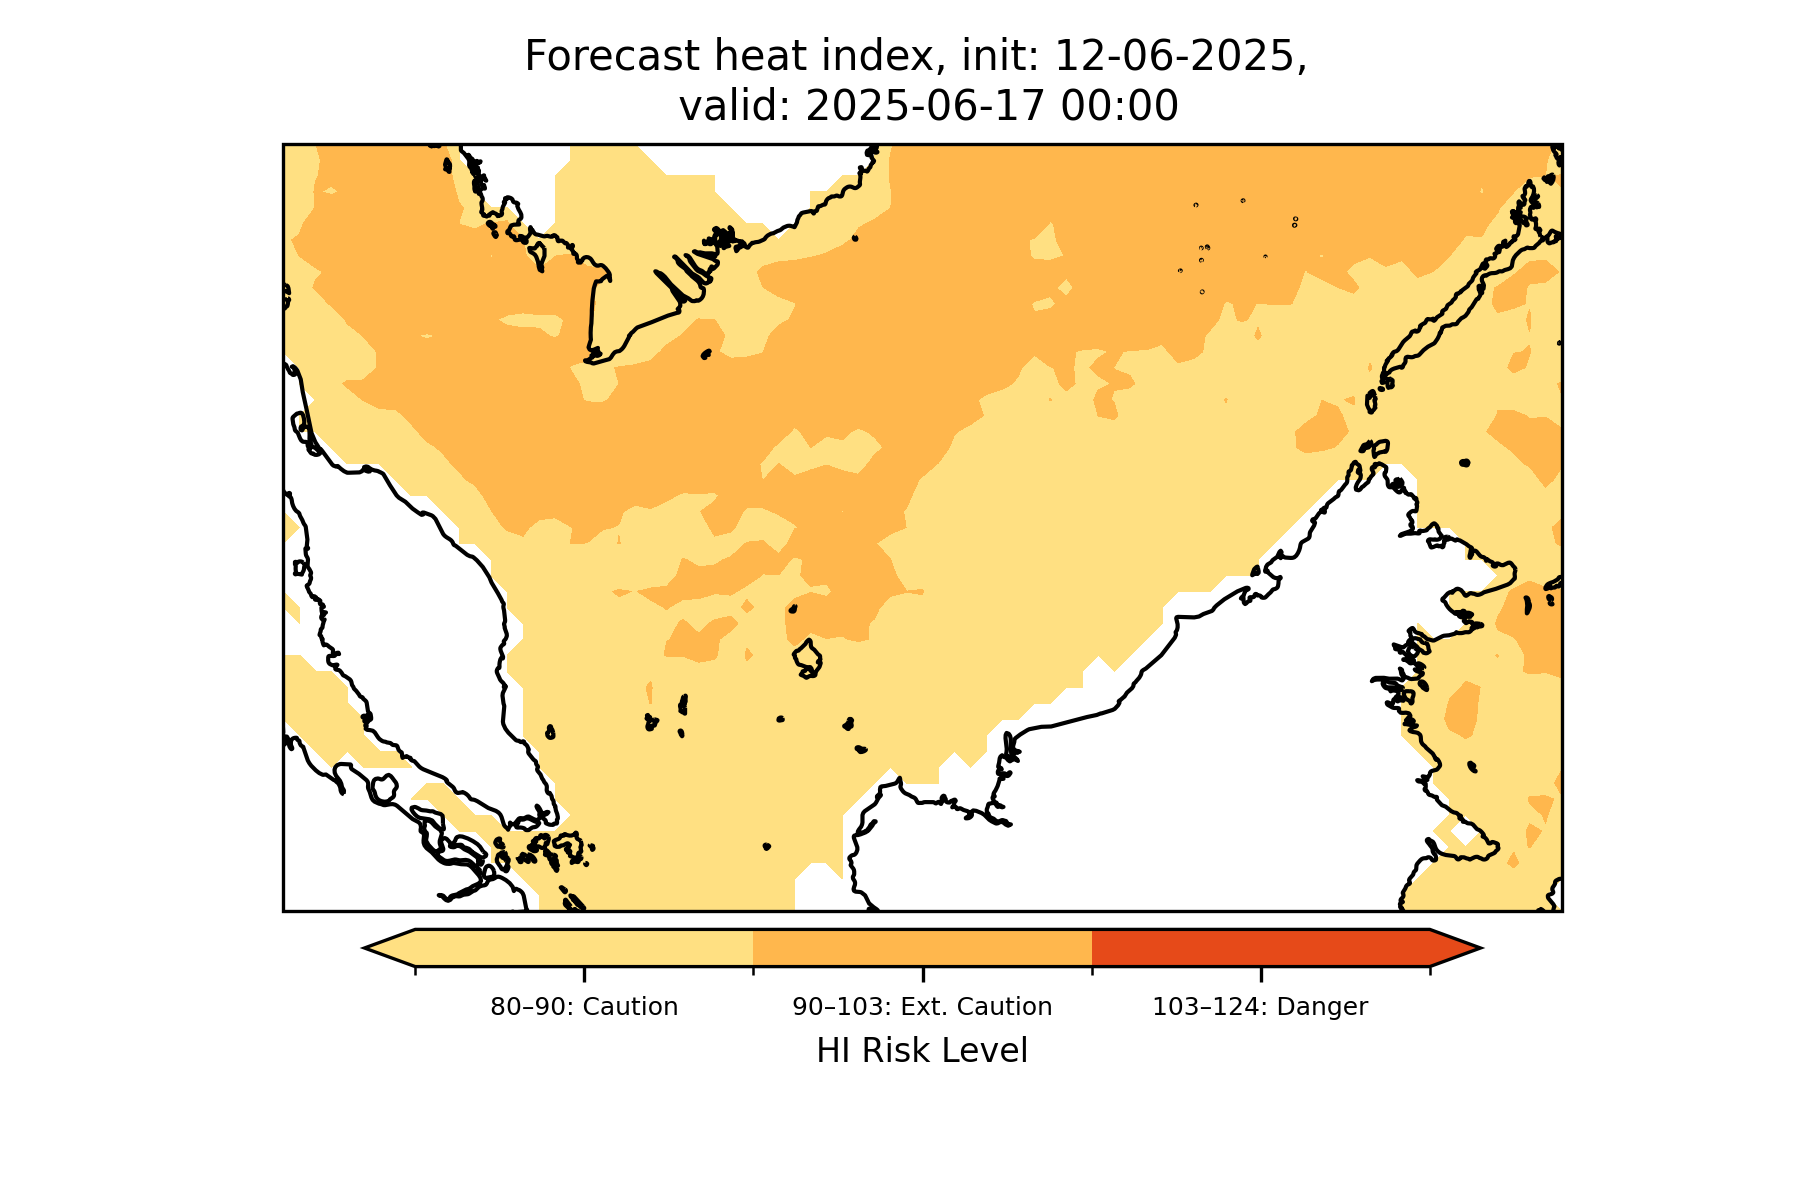 Forecast heat index, init: 12-06-2025,
valid: 2025-06-17 00:00
80–90: Caution
90–103: Ext. Caution
103–124: Danger
HI Risk Level